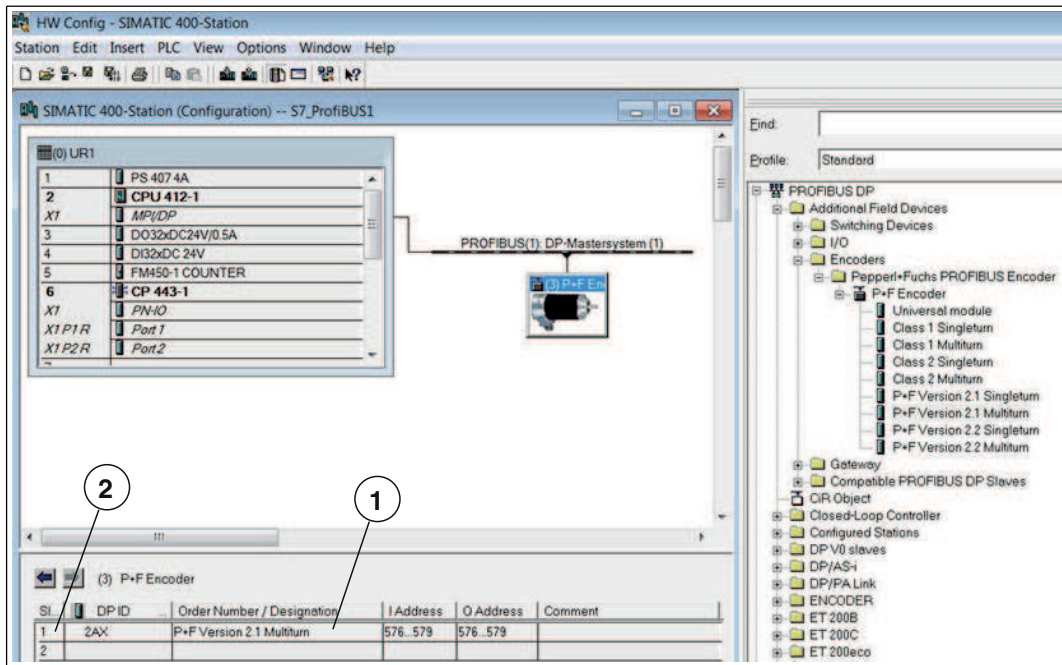 HW Config - SIMATIC 400-Station
Station Edit Insert PLC View Options Window Help
SIMATIC 400-Station (Configuration) -- S7_ProfiBUS1
(0) UR1
1 PS 407 4A
2 CPU 412-1
X1 MPI/DP
3 DO32xDC24V/0.5A
4 DI32xDC 24V
5 FM450-1 COUNTER
6 CP 443-1
X1 PN-IO
X1 P1 R Port 1
X1 P2 R Port 2
PROFIBUS(1): DP-Mastersystem (1)
(3) P+F En
2
1
(3) P+F Encoder
Sl... DP ID ... Order Number / Designation I Address Q Address Comment
1 2AX P+F Version 2.1 Multiturn 576...579 576...579
2
Find:
Profile: Standard
PROFIBUS DP
Additional Field Devices
Switching Devices
I/O
Encoders
Pepperl+Fuchs PROFIBUS Encoder
P+F Encoder
Universal module
Class 1 Singleturn
Class 1 Multiturn
Class 2 Singleturn
Class 2 Multiturn
P+F Version 2.1 Singleturn
P+F Version 2.1 Multiturn
P+F Version 2.2 Singleturn
P+F Version 2.2 Multiturn
Gateway
Compatible PROFIBUS DP Slaves
CiR Object
Closed-Loop Controller
Configured Stations
DP V0 slaves
DP/AS-i
DP/PA Link
ENCODER
ET 200B
ET 200C
ET 200eco